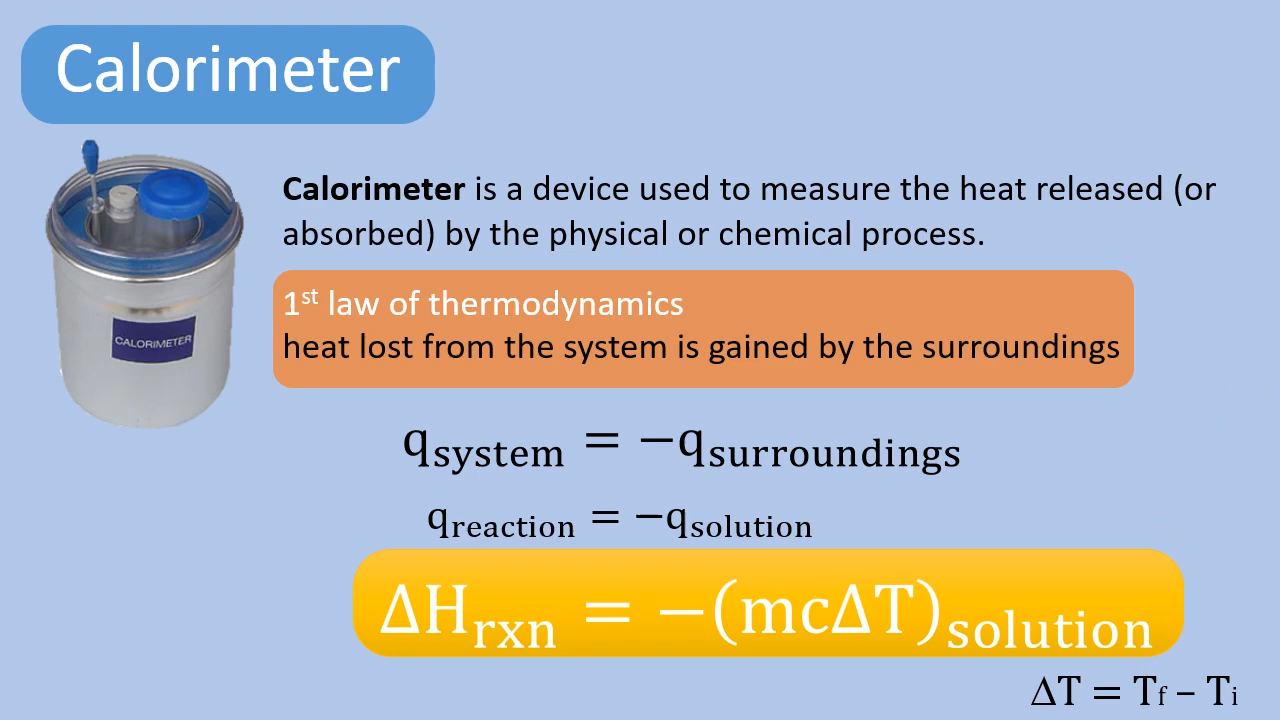 Calorimeter
CALORIMETER
Calorimeter is a device used to measure the heat released (or
absorbed) by the physical or chemical process.
1st law of thermodynamics
heat lost from the system is gained by the surroundings
qsystem = −qsurroundings
qreaction = −qsolution
ΔHrxn = −(mcΔT)solution
ΔT = Tf − Ti